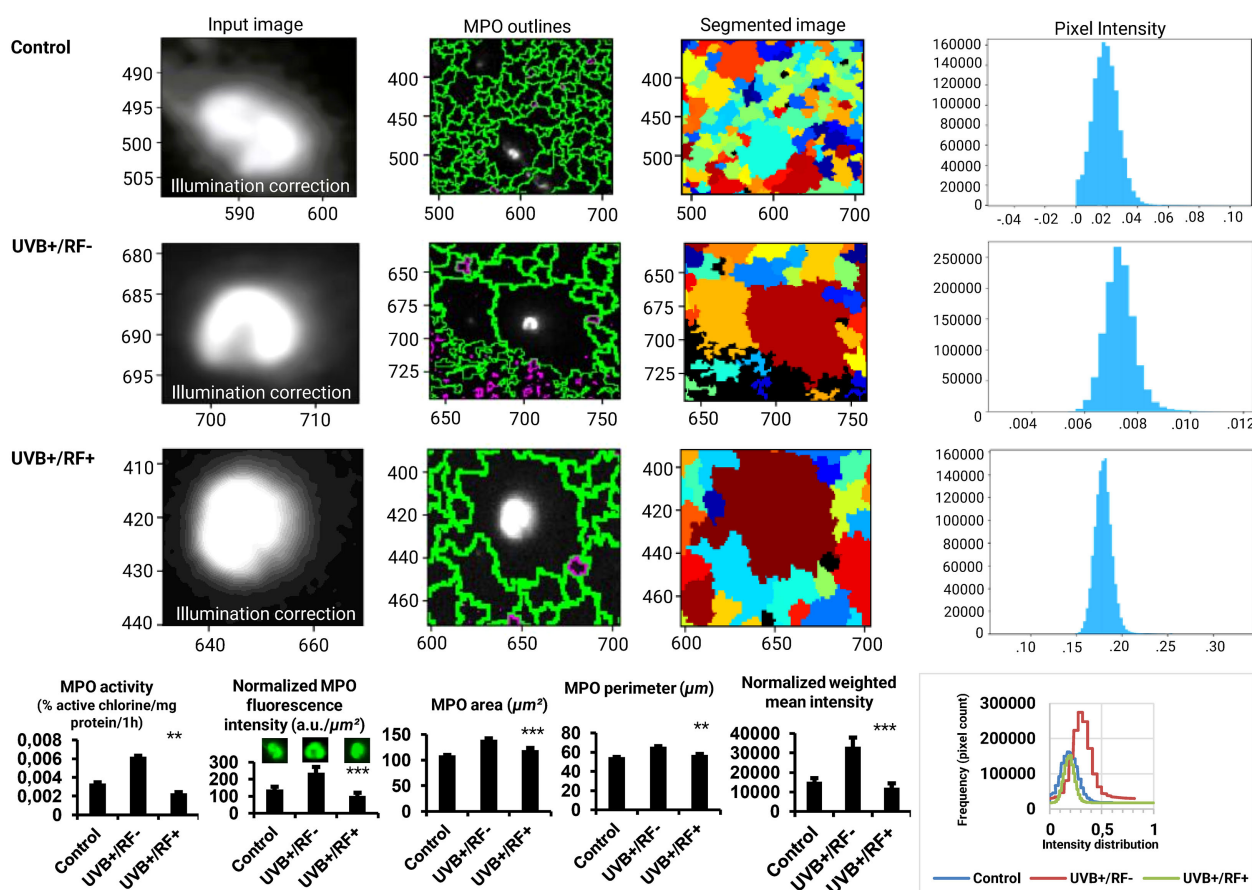 Input image
MPO outlines
Segmented image
Pixel Intensity
Control
490
495
500
505
Illumination correction
590 600
400
450
500
500 600 700
400
450
500
500 600 700
160000
140000
120000
100000
80000
60000
40000
20000
0
-.04 -.02 .0 .02 .04 .06 .08 .10
UVB+/RF-
680
685
690
695
Illumination correction
700 710
650
675
700
725
650 700 750
650
675
700
725
650 700 750
250000
200000
150000
100000
50000
0
.004 .006 .008 .010 .012
UVB+/RF+
410
420
430
440
Illumination correction
640 660
400
420
440
460
600 650 700
400
420
440
460
600 650 700
160000
140000
120000
100000
80000
60000
40000
20000
0
.10 .15 .20 .25 .30
MPO activity
(% active chlorine/mg
protein/1h)
**
0,008
0,006
0,004
0,002
0
Control
UVB+/RF-
UVB+/RF+
Normalized MPO
fluorescence
intensity (a.u./µm²)
***
300
200
100
0
Control
UVB+/RF-
UVB+/RF+
MPO area (µm²)
***
150
100
50
0
Control
UVB+/RF-
UVB+/RF+
MPO perimeter (µm)
**
80
60
40
20
0
Control
UVB+/RF-
UVB+/RF+
Normalized weighted
mean intensity
***
40000
30000
20000
10000
0
Control
UVB+/RF-
UVB+/RF+
Frequency (pixel count)
300000
200000
100000
0
0 0,5 1
Intensity distribution
Control UVB+/RF- UVB+/RF+